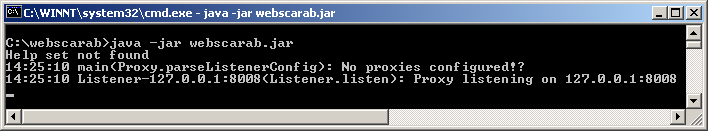 C:\WINNT\system32\cmd.exe - java -jar webscarab.jar
C:\webscarab>java -jar webscarab.jar
Help set not found
14:25:10 main(Proxy.parseListenerConfig): No proxies configured!?
14:25:10 Listener-127.0.0.1:8008(Listener.listen): Proxy listening on 127.0.0.1:8008